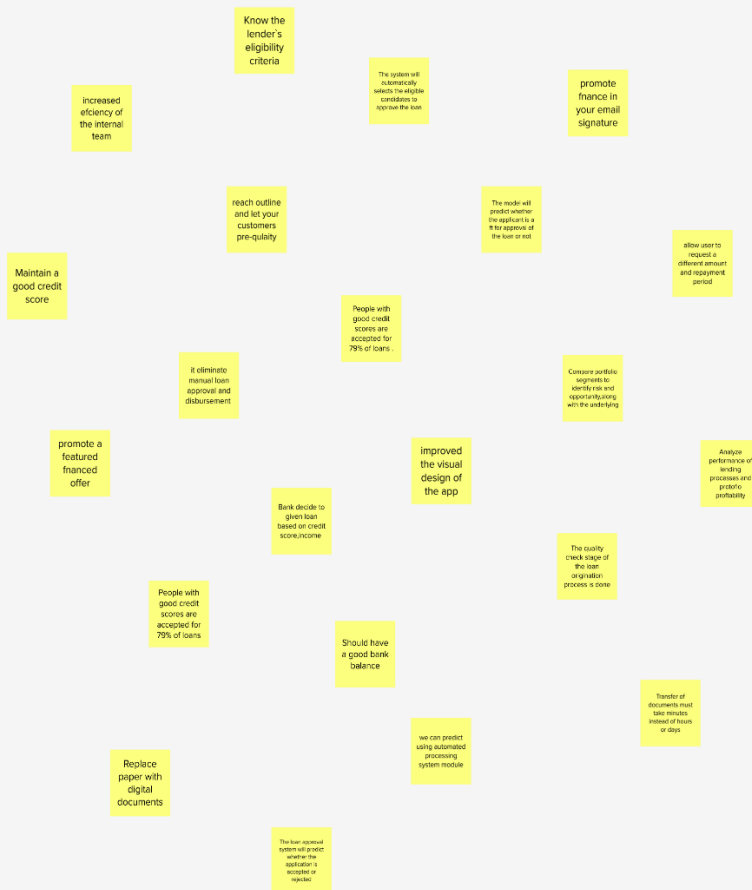 Know the
lender's
eligibility
criteria
The system will
automatically
selects the eligible
candidates to
approve the loan
promote
fnance in
your email
signature
increased
efciency of
the internal
team
reach outline
and let your
customers
pre-qulaity
The model will
predict whether
the applicant is a
ft for approval of
the loan or not
allow user to
request a
different amount
and repayment
period
Maintain a
good credit
score
People with
good credit
scores are
accepted for
79% of loans .
it eliminate
manual loan
approval and
disbursement
Compare portfolio
segments to
identify risk and
opportunity,along
with the underlying
promote a
featured
fnanced
offer
improved
the visual
design of
the app
Analyze
performance of
lending
processes and
protofio
proftability
Bank decide to
given loan
based on credit
score,income
The quality
check stage of
the loan
origination
process is done
People with
good credit
scores are
accepted for
79% of loans
Should have
a good bank
balance
Transfer of
documents must
take minutes
instead of hours
or days
we can predict
using automated
processing
system module
Replace
paper with
digital
documents
The loan approval
system will predict
whether the
application is
accepted or
rejected